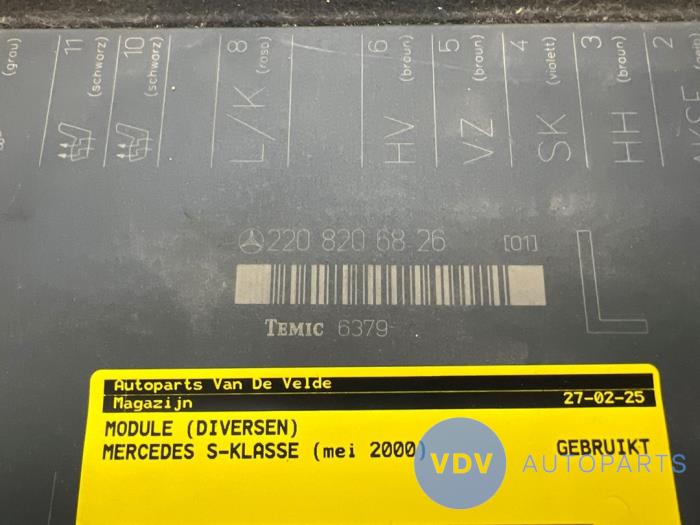 (grau)
11
(schwarz)
10
(schwarz)
8
(rosa)
L/K
6
(braun)
HV
5
(braun)
VZ
4
(violett)
SK
3
(braun)
HH
2
220 820 68 26 [01]
L
TEMIC 6379-
Autoparts Van De Velde
Magazijn 27-02-25
MODULE (DIVERSEN)
MERCEDES S-KLASSE (mei 2000) GEBRUIKT
VDV AUTOPARTS